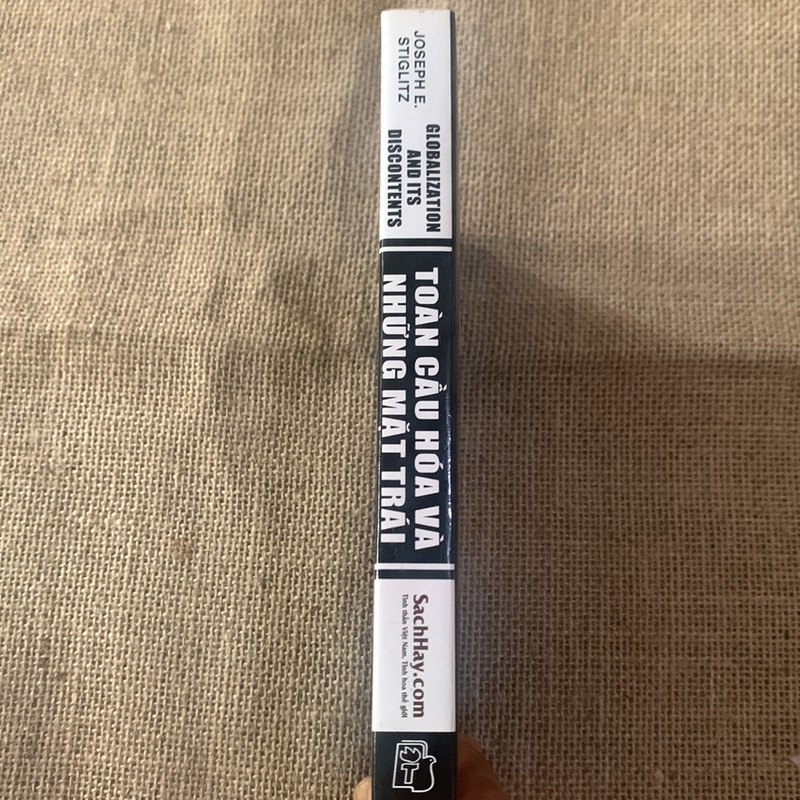 JOSEPH E.
STIGLITZ
GLOBALIZATION
AND ITS
DISCONTENTS
TOÀN CẦU HÓA VÀ
NHỮNG MẶT TRÁI
SachHay.com
Tinh thần Việt Nam, Tinh hoa thế giới